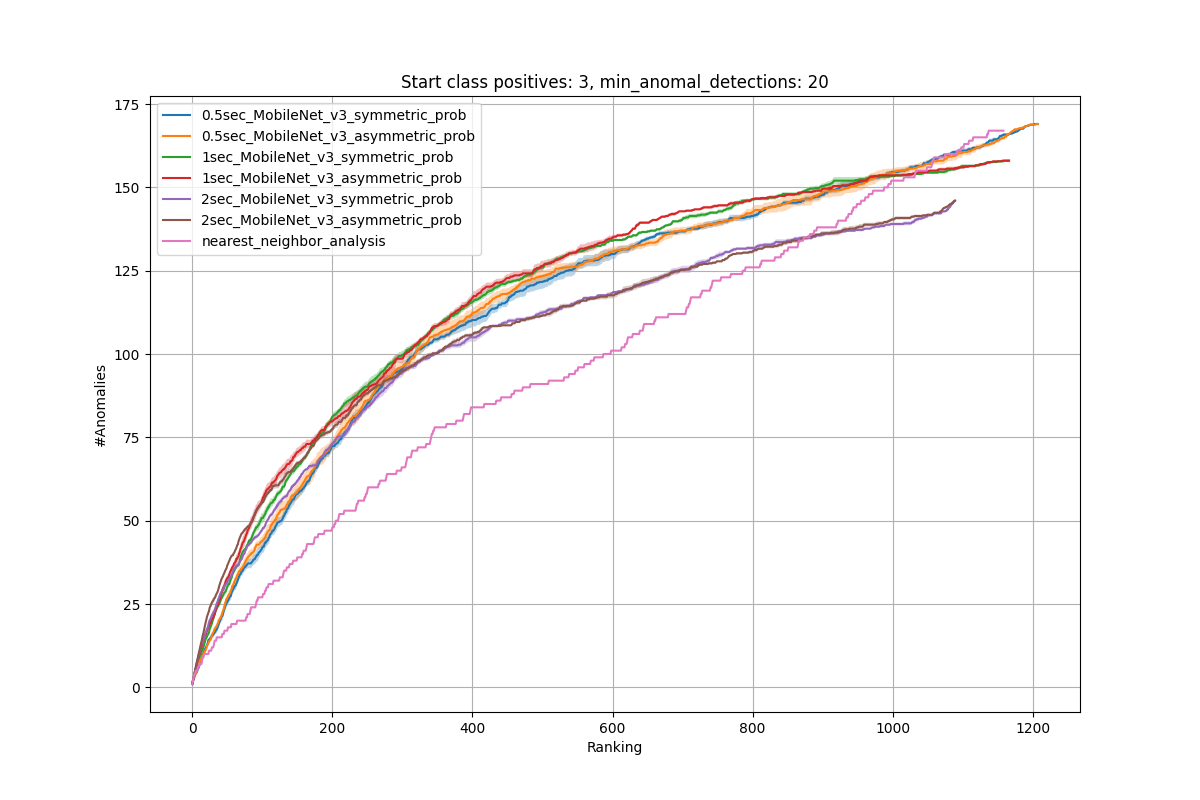 Start class positives: 3, min_anomal_detections: 20
175
150
125
100
75
50
25
0
#Anomalies
0.5sec_MobileNet_v3_symmetric_prob
0.5sec_MobileNet_v3_asymmetric_prob
1sec_MobileNet_v3_symmetric_prob
1sec_MobileNet_v3_asymmetric_prob
2sec_MobileNet_v3_symmetric_prob
2sec_MobileNet_v3_asymmetric_prob
nearest_neighbor_analysis
0 200 400 600 800 1000 1200
Ranking